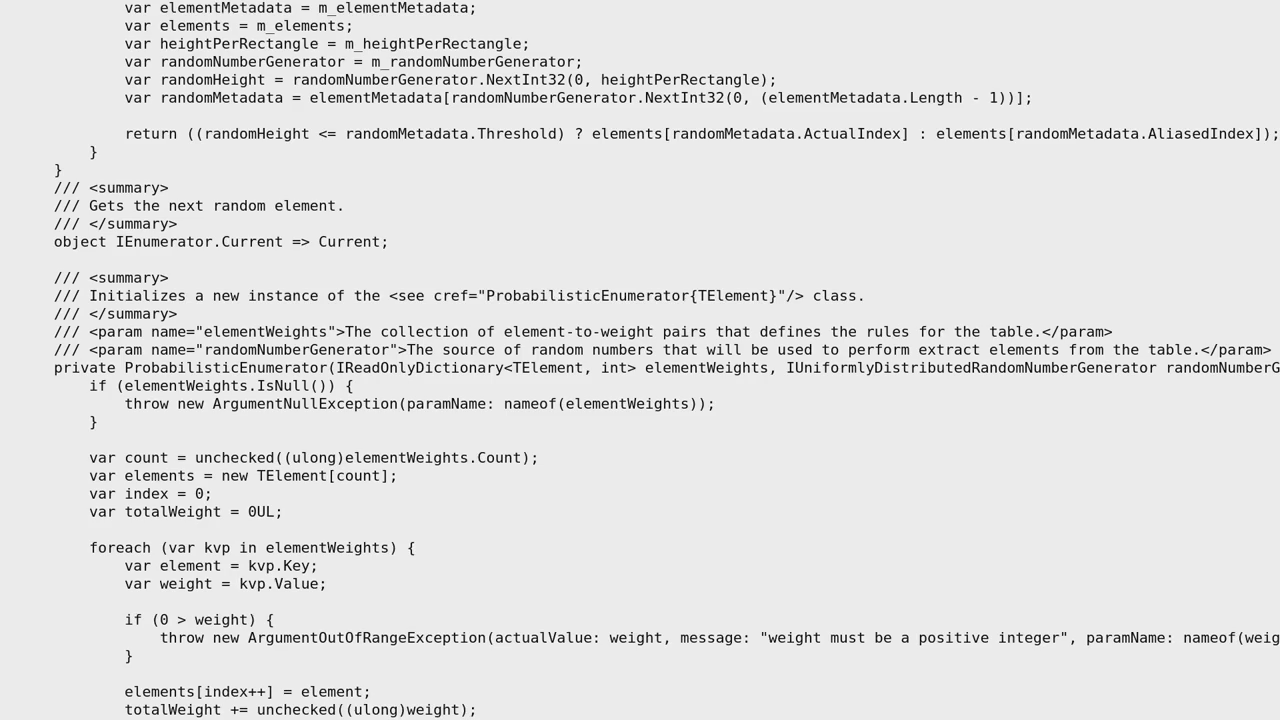 var elementMetadata = m_elementMetadata;
var elements = m_elements;
var heightPerRectangle = m_heightPerRectangle;
var randomNumberGenerator = m_randomNumberGenerator;
var randomHeight = randomNumberGenerator.NextInt32(0, heightPerRectangle);
var randomMetadata = elementMetadata[randomNumberGenerator.NextInt32(0, (elementMetadata.Length - 1))];
return ((randomHeight <= randomMetadata.Threshold) ? elements[randomMetadata.ActualIndex] : elements[randomMetadata.AliasedIndex]);
}
}
/// <summary>
/// Gets the next random element.
/// </summary>
object IEnumerator.Current => Current;
/// <summary>
/// Initializes a new instance of the <see cref="ProbabilisticEnumerator{TElement}"/> class.
/// </summary>
/// <param name="elementWeights">The collection of element-to-weight pairs that defines the rules for the table.</param>
/// <param name="randomNumberGenerator">The source of random numbers that will be used to perform extract elements from the table.</param>
private ProbabilisticEnumerator(IReadOnlyDictionary<TElement, int> elementWeights, IUniformlyDistributedRandomNumberGenerator randomNumberG
if (elementWeights.IsNull()) {
throw new ArgumentNullException(paramName: nameof(elementWeights));
}
var count = unchecked((ulong)elementWeights.Count);
var elements = new TElement[count];
var index = 0;
var totalWeight = 0UL;
foreach (var kvp in elementWeights) {
var element = kvp.Key;
var weight = kvp.Value;
if (0 > weight) {
throw new ArgumentOutOfRangeException(actualValue: weight, message: "weight must be a positive integer", paramName: nameof(weig
}
elements[index++] = element;
totalWeight += unchecked((ulong)weight);